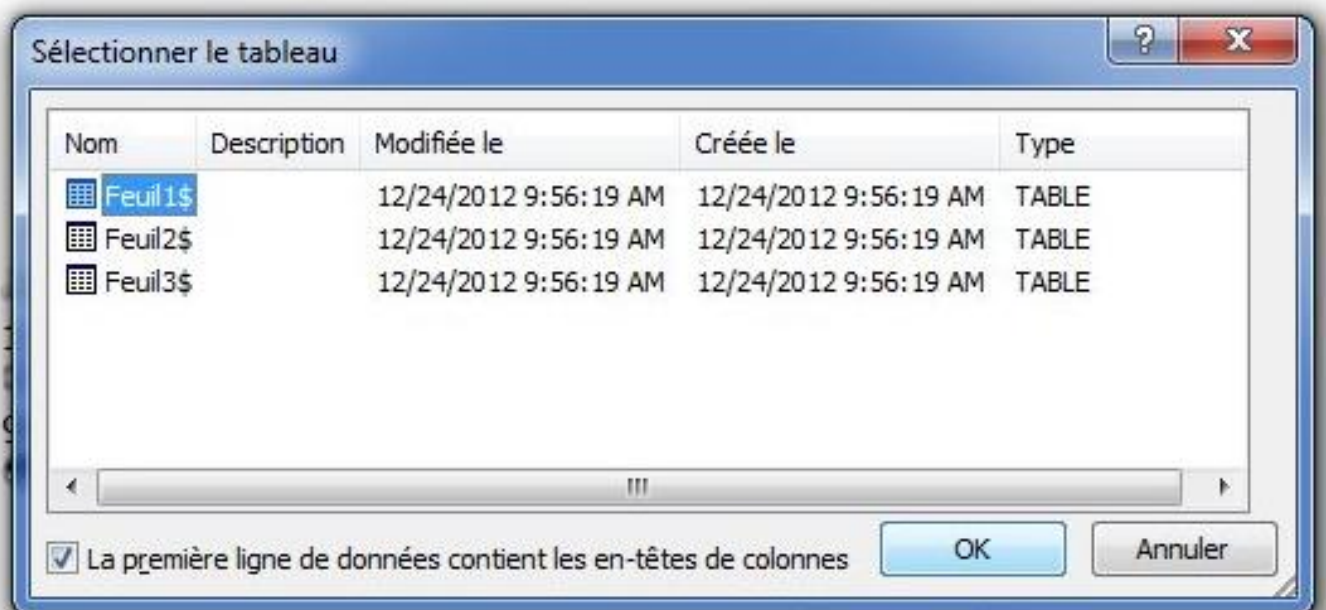 Sélectionner le tableau
Nom Description Modifiée le Créée le Type
Feuil1$ 12/24/2012 9:56:19 AM 12/24/2012 9:56:19 AM TABLE
Feuil2$ 12/24/2012 9:56:19 AM 12/24/2012 9:56:19 AM TABLE
Feuil3$ 12/24/2012 9:56:19 AM 12/24/2012 9:56:19 AM TABLE
La première ligne de données contient les en-têtes de colonnes OK Annuler